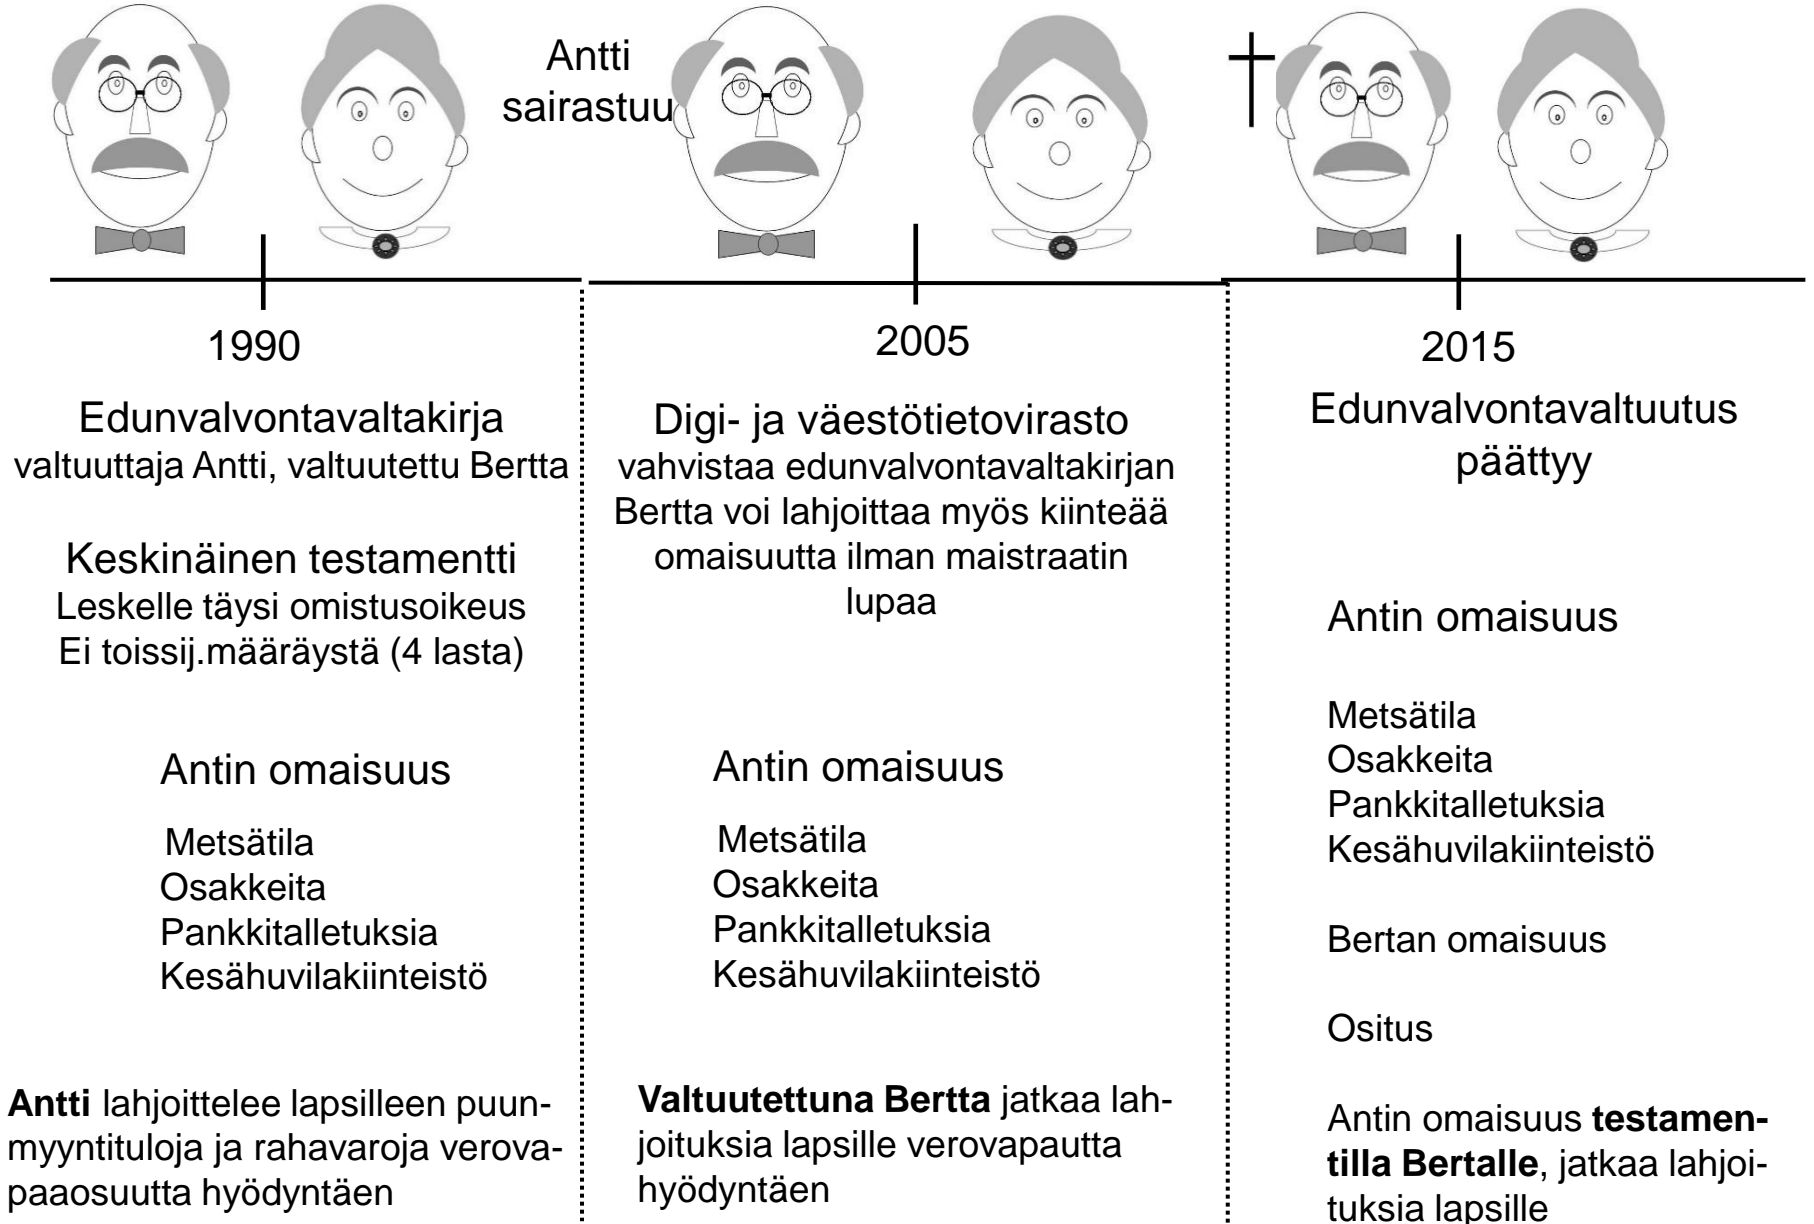 Antti
sairastuu
1990
Edunvalvontavaltakirja
valtuuttaja Antti, valtuutettu Bertta
Keskinäinen testamentti
Leskelle täysi omistusoikeus
Ei toissij.määräystä (4 lasta)
Antin omaisuus
Metsätila
Osakkeita
Pankkitalletuksia
Kesähuvilakiinteistö
Antti lahjoittelee lapsilleen puun-
myyntituloja ja rahavaroja verova-
paaosuutta hyödyntäen
2005
Digi- ja väestötietovirasto
vahvistaa edunvalvontavaltakirjan
Bertta voi lahjoittaa myös kiinteää
omaisuutta ilman maistraatin
lupaa
Antin omaisuus
Metsätila
Osakkeita
Pankkitalletuksia
Kesähuvilakiinteistö
Valtuutettuna Bertta jatkaa lah-
joituksia lapsille verovapautta
hyödyntäen
2015
Edunvalvontavaltuutus
päättyy
Antin omaisuus
Metsätila
Osakkeita
Pankkitalletuksia
Kesähuvilakiinteistö
Bertan omaisuus
Ositus
Antin omaisuus testamen-
tilla Bertalle, jatkaa lahjoi-
tuksia lapsille